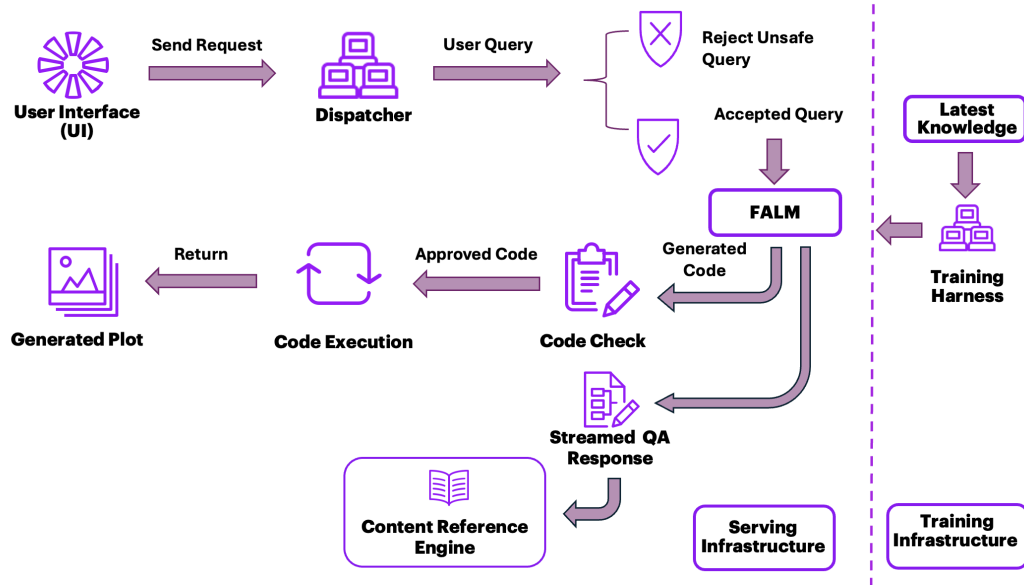 Send Request
User Query
Reject Unsafe
Query
User Interface
(UI)
Dispatcher
Accepted Query
Latest
Knowledge
FALM
Training
Harness
Generated
Code
Approved Code
Return
Code Check
Code Execution
Generated Plot
Streamed QA
Response
Content Reference
Engine
Serving
Infrastructure
Training
Infrastructure